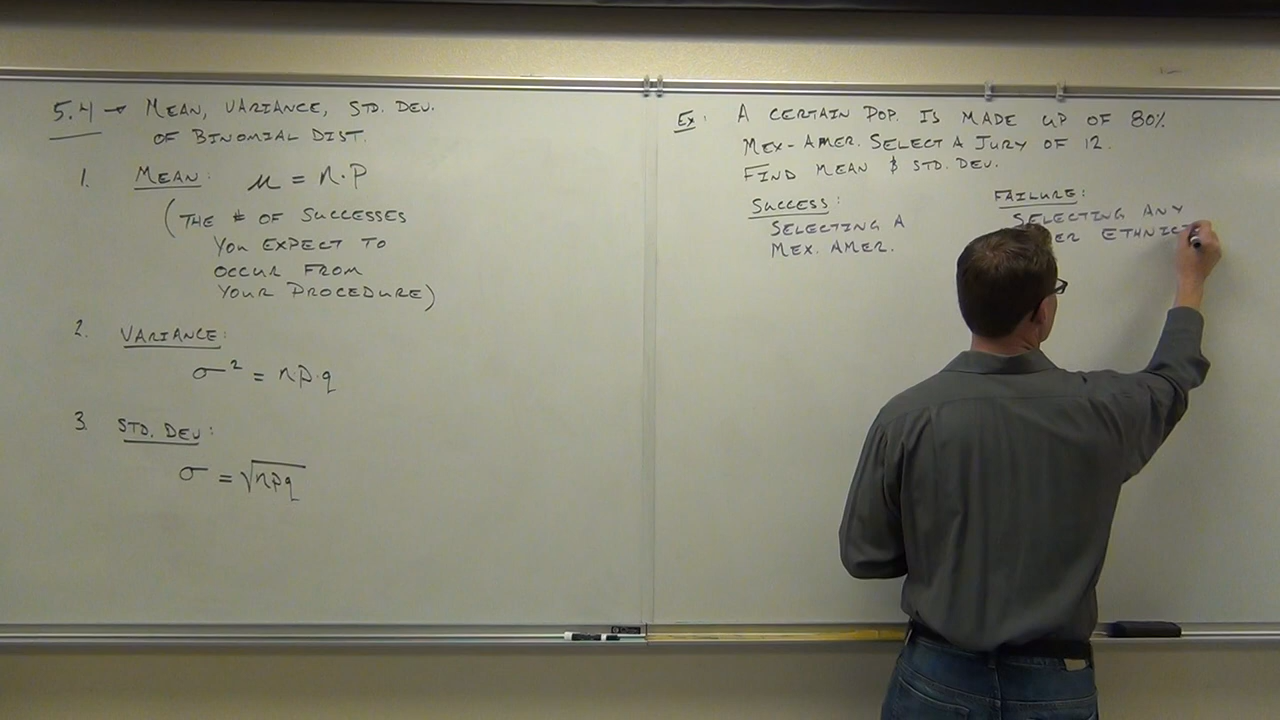 5.4 → MEAN, VARIANCE, STD. DEV.
OF BINOMIAL DIST.
1. MEAN: μ = n·P
(THE # OF SUCCESSES
YOU EXPECT TO
OCCUR FROM
YOUR PROCEDURE)
2. VARIANCE:
σ² = n·p·q
3. STD. DEV:
σ = √npq
EX: A CERTAIN POP. IS MADE UP OF 80%
MEX-AMER. SELECT A JURY OF 12.
FIND MEAN & STD. DEV.
SUCCESS:
SELECTING A
MEX. AMER.
FAILURE:
SELECTING ANY